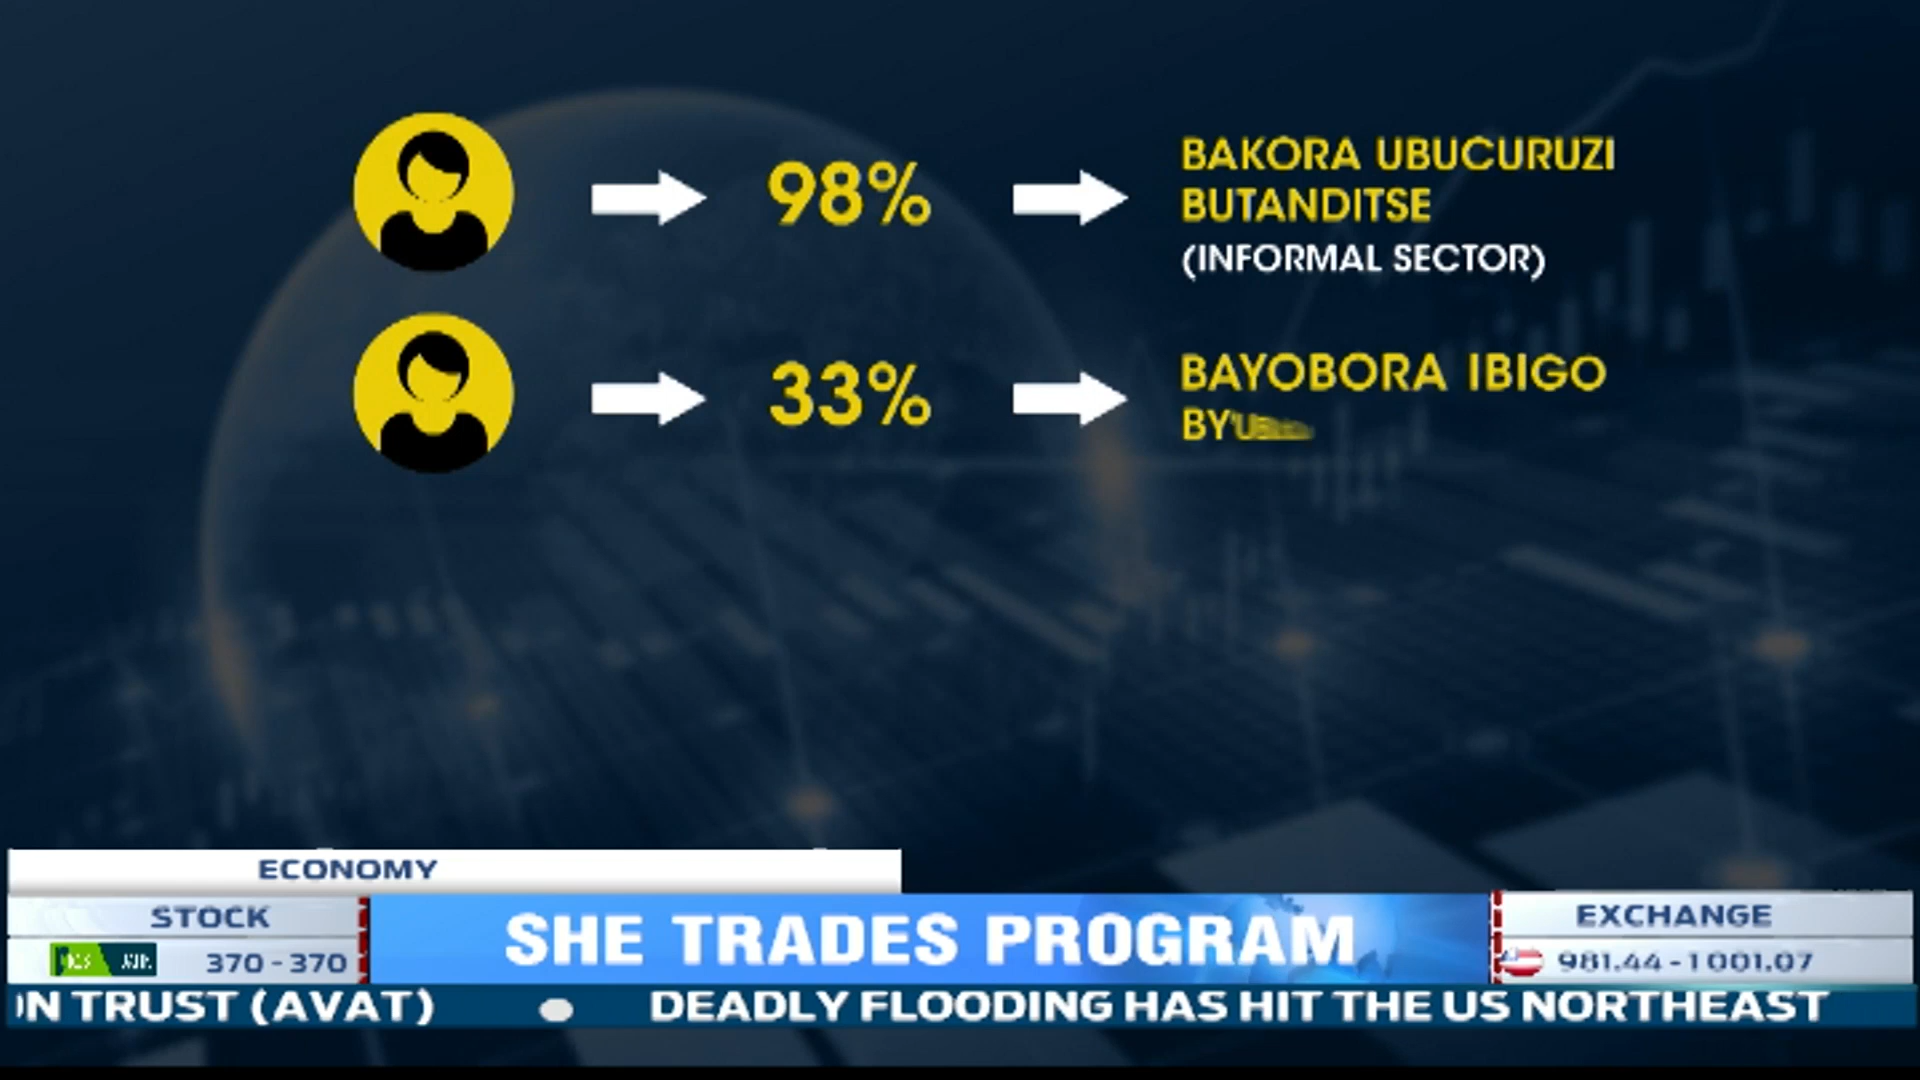 98%
BAKORA UBUCURUZI
BUTANDITSE
(INFORMAL SECTOR)
33%
BAYOBORA IBIGO
ECONOMY
STOCK
370 - 370
SHE TRADES PROGRAM
EXCHANGE
981.44 - 1001.07
TRUST (AVAT)
DEADLY FLOODING HAS HIT THE US NORTHEAST